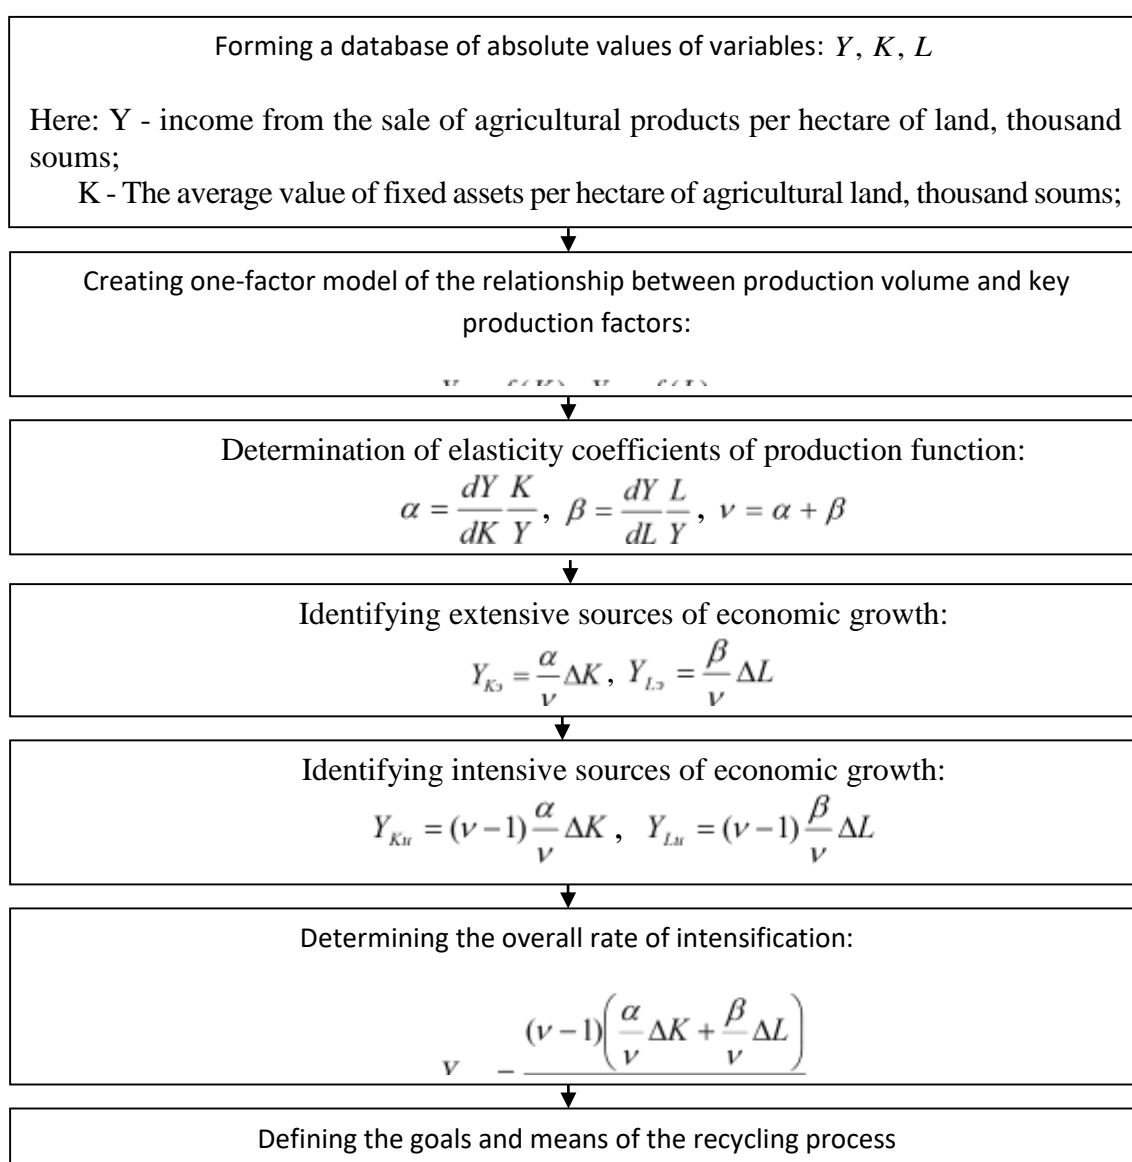 Forming a database of absolute values of variables: Y, K, L
Here: Y - income from the sale of agricultural products per hectare of land, thousand
soums;
K - The average value of fixed assets per hectare of agricultural land, thousand soums;
Creating one-factor model of the relationship between production volume and key
production factors:
Determination of elasticity coefficients of production function:
α = dY/dK K/Y, β = dY/dL L/Y, ν = α + β
Identifying extensive sources of economic growth:
Y_Kэ = α/ν ΔK, Y_Lэ = β/ν ΔL
Identifying intensive sources of economic growth:
Y_Ku = (ν − 1) α/ν ΔK, Y_Lu = (ν − 1) β/ν ΔL
Determining the overall rate of intensification:
(ν − 1)(α/ν ΔK + β/ν ΔL)
Defining the goals and means of the recycling process